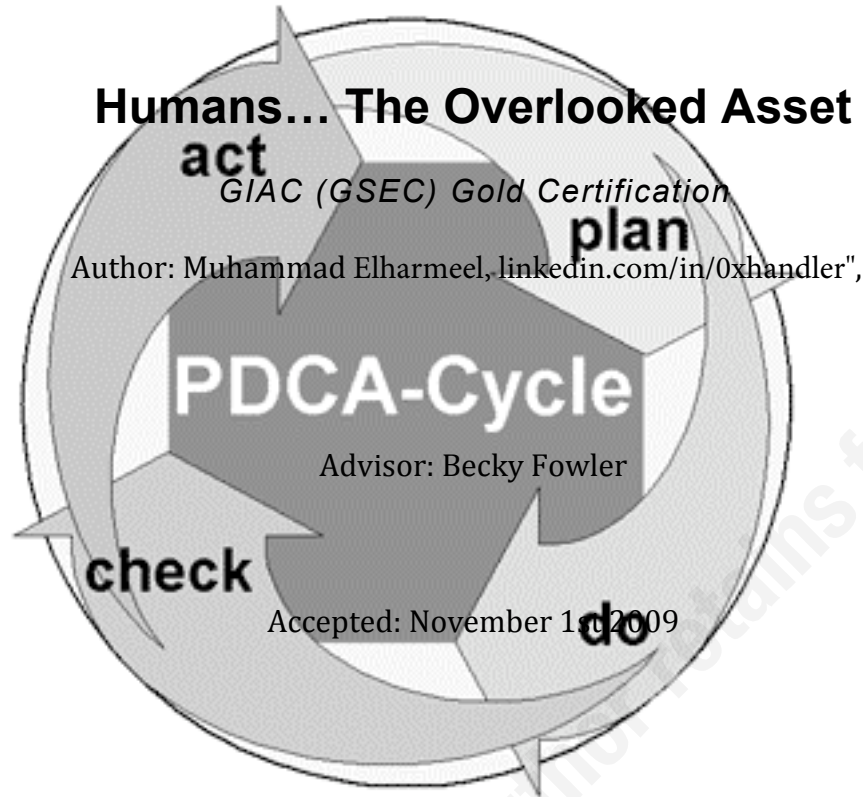 Humans… The Overlooked Asset
act
GIAC (GSEC) Gold Certification
plan
Author: Muhammad Elharmeel, linkedin.com/in/0xhandler",
PDCA-Cycle
Advisor: Becky Fowler
check
Accepted: November 1st 2009
do
retains